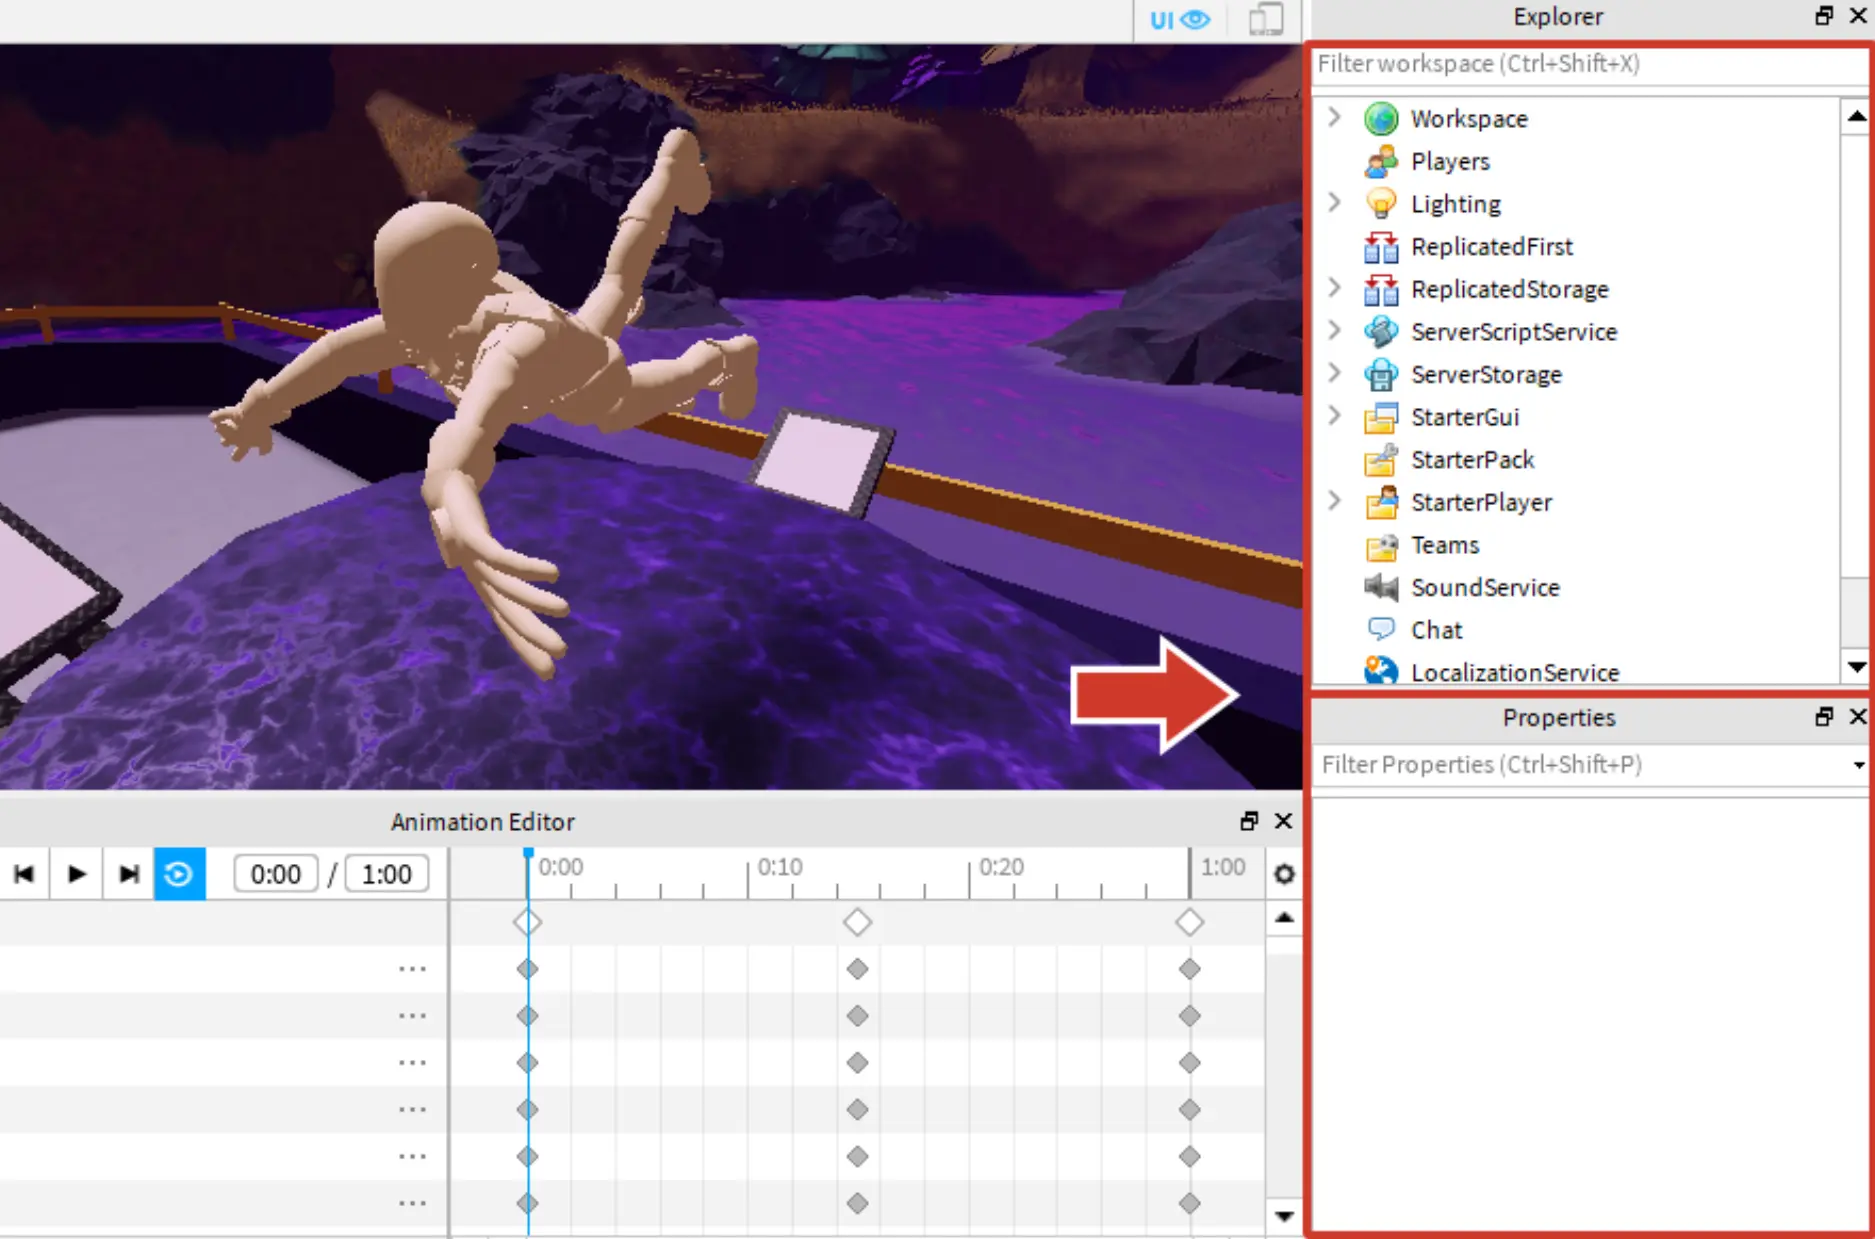 UI
Explorer
Filter workspace (Ctrl+Shift+X)
Workspace
Players
Lighting
ReplicatedFirst
ReplicatedStorage
ServerScriptService
ServerStorage
StarterGui
StarterPack
StarterPlayer
Teams
SoundService
Chat
LocalizationService
Properties
Filter Properties (Ctrl+Shift+P)
Animation Editor
0:00 / 1:00
0:00 0:10 0:20 1:00